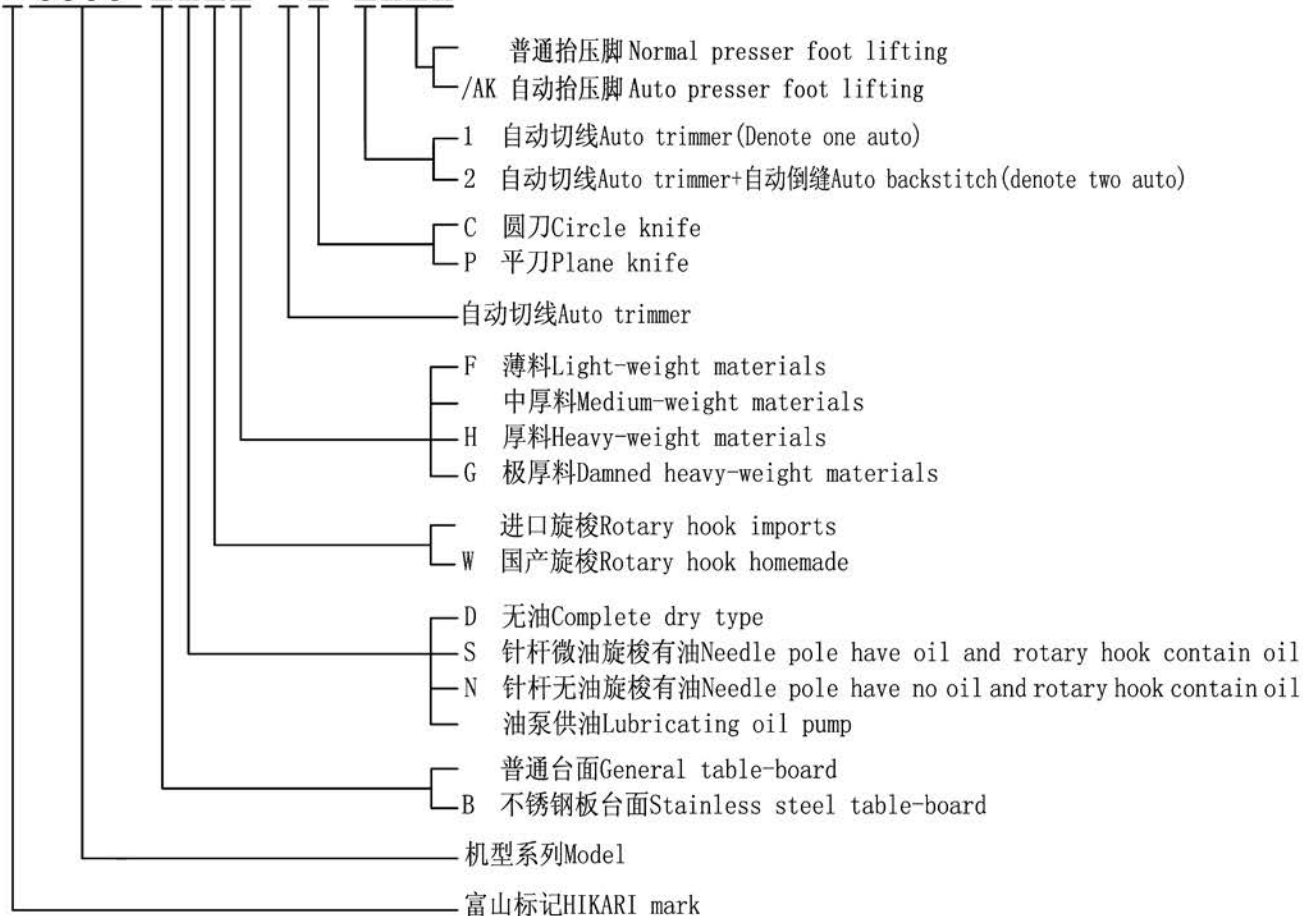 普通抬压脚 Normal presser foot lifting
/AK 自动抬压脚 Auto presser foot lifting
1 自动切线Auto trimmer(Denote one auto)
2 自动切线Auto trimmer+自动倒缝Auto backstitch(denote two auto)
C 圆刀Circle knife
P 平刀Plane knife
自动切线Auto trimmer
F 薄料Light-weight materials
中厚料Medium-weight materials
H 厚料Heavy-weight materials
G 极厚料Damned heavy-weight materials
进口旋梭Rotary hook imports
W 国产旋梭Rotary hook homemade
D 无油Complete dry type
S 针杆微油旋梭有油Needle pole have oil and rotary hook contain oil
N 针杆无油旋梭有油Needle pole have no oil and rotary hook contain oil
油泵供油Lubricating oil pump
普通台面General table-board
B 不锈钢板台面Stainless steel table-board
机型系列Model
富山标记HIKARI mark